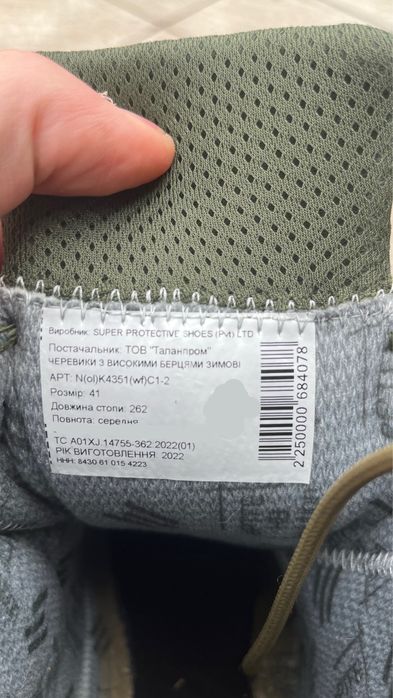 Виробник: SUPER PROTECTIVE SHOES (Pvt) LTD
Постачальник: ТОВ "Таланпром"
ЧЕРЕВИКИ З ВИСОКИМИ БЕРЦЯМИ ЗИМОВІ
АРТ: N(ol)K4351(wf)C1-2
Розмір: 41
Довжина стопи: 262
Повнота: середня
ТС А01XJ.14755-362:2022(01)
РІК ВИГОТОВЛЕННЯ: 2022
ННН: 8430 61 015 4223
2 250000 684078